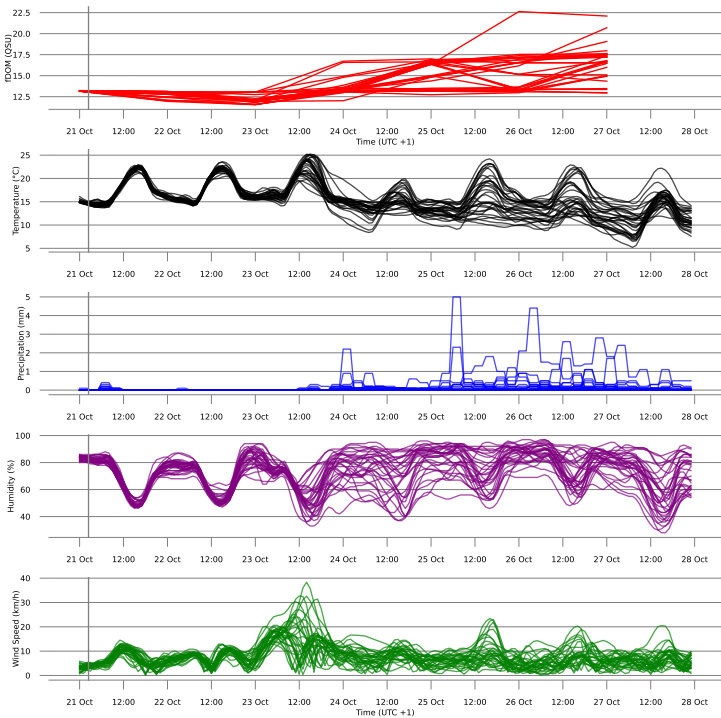 22.5
20.0
17.5
15.0
12.5
fDOM (QSU)
21 Oct 12:00 22 Oct 12:00 23 Oct 12:00 24 Oct 12:00 25 Oct 12:00 26 Oct 12:00 27 Oct 12:00 28 Oct
Time (UTC +1)
25
20
15
10
5
Temperature (°C)
21 Oct 12:00 22 Oct 12:00 23 Oct 12:00 24 Oct 12:00 25 Oct 12:00 26 Oct 12:00 27 Oct 12:00 28 Oct
5
4
3
2
1
0
Precipitation (mm)
21 Oct 12:00 22 Oct 12:00 23 Oct 12:00 24 Oct 12:00 25 Oct 12:00 26 Oct 12:00 27 Oct 12:00 28 Oct
100
80
60
40
Humidity (%)
21 Oct 12:00 22 Oct 12:00 23 Oct 12:00 24 Oct 12:00 25 Oct 12:00 26 Oct 12:00 27 Oct 12:00 28 Oct
40
30
20
10
0
Wind Speed (km/h)
21 Oct 12:00 22 Oct 12:00 23 Oct 12:00 24 Oct 12:00 25 Oct 12:00 26 Oct 12:00 27 Oct 12:00 28 Oct
Time (UTC +1)